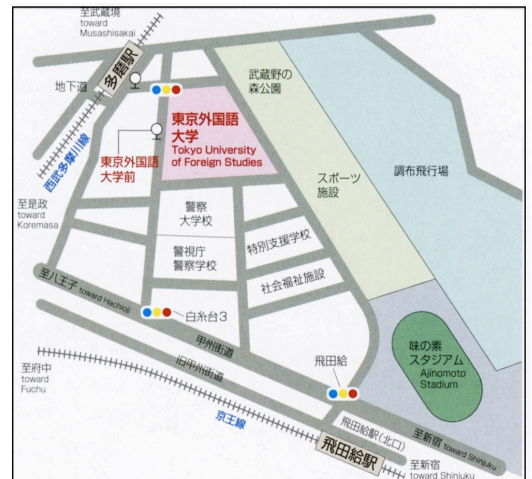 至武蔵境
toward
Musashisakai
多磨駅
地下道
西武多摩川線
東京外国語
大学前
東京外国語
大学
Tokyo University
of Foreign Studies
武蔵野の
森公園
スポーツ
施設
調布飛行場
至是政
toward
Koremasa
警察
大学校
警視庁
警察学校
特別支援学校
社会福祉施設
至八王子 toward Hachioji
白糸台3
甲州街道
旧甲州街道
飛田給
味の素
スタジアム
Ajinomoto
Stadium
至府中
toward
Fuchu
京王線
飛田給駅(北口)
飛田給駅
至新宿 toward Shinjuku
至新宿
toward Shinjuku